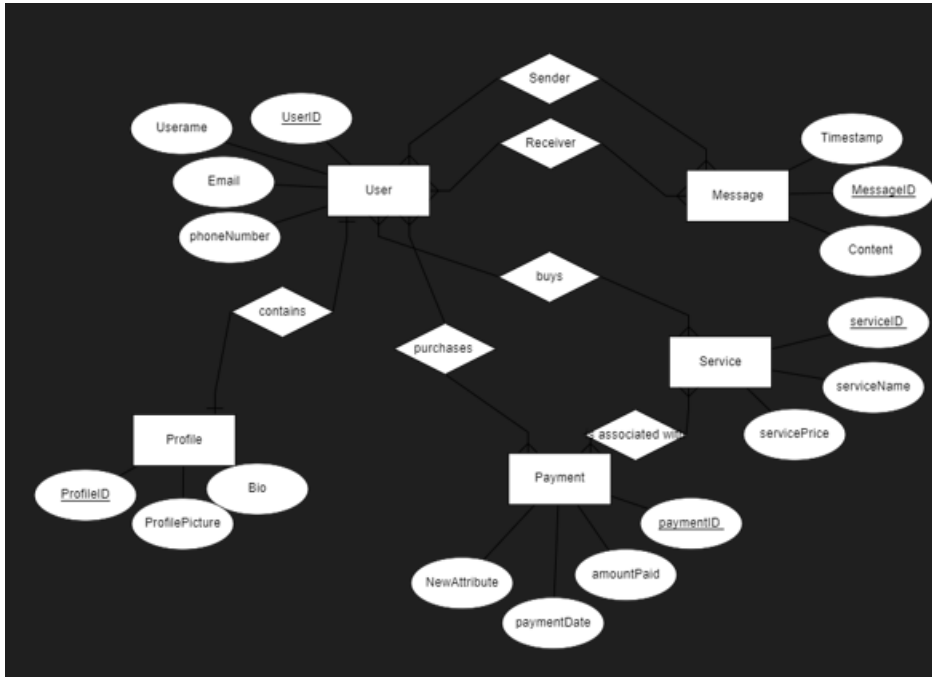 Sender
UserID
Userame
Receiver
Timestamp
Email
User
Message
MessageID
phoneNumber
Content
buys
contains
serviceID
purchases
Service
serviceName
associated
servicePrice
Profile
Payment
ProfileID
Bio
ProfilePicture
paymentID
NewAttribute
amountPaid
paymentDate